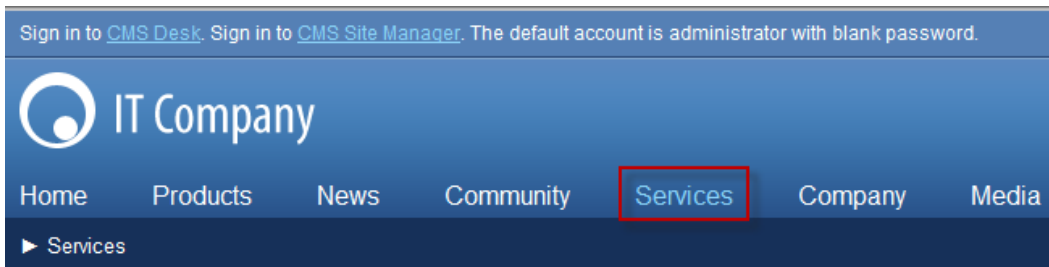 Sign in to CMS Desk. Sign in to CMS Site Manager. The default account is administrator with blank password.
IT Company
Home Products News Community Services Company Media
► Services